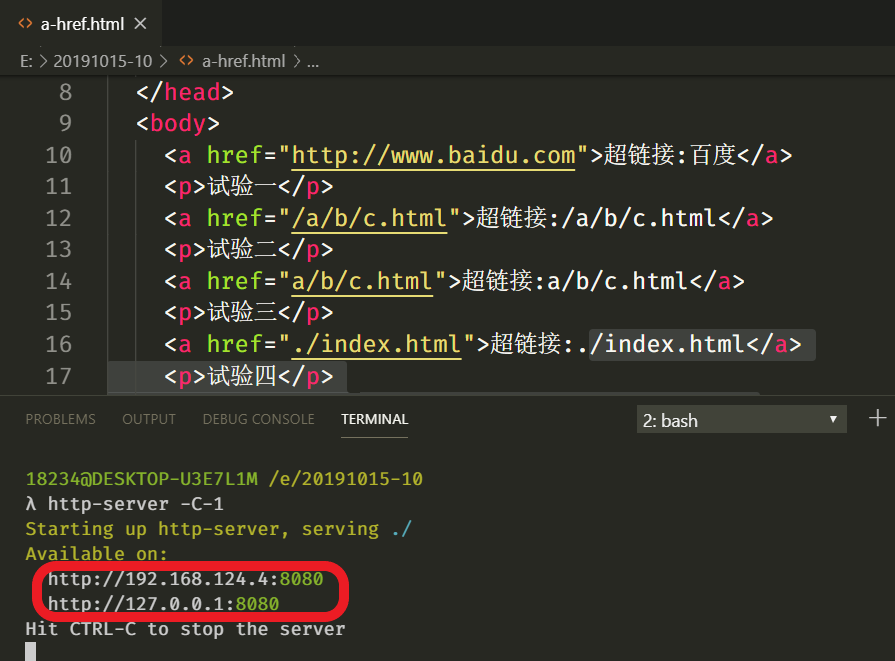 <> a-href.html ×
E: > 20191015-10 > <> a-href.html > ...
8 </head>
9 <body>
10 <a href="http://www.baidu.com">超链接:百度</a>
11 <p>试验一</p>
12 <a href="/a/b/c.html">超链接:/a/b/c.html</a>
13 <p>试验二</p>
14 <a href="a/b/c.html">超链接:a/b/c.html</a>
15 <p>试验三</p>
16 <a href="./index.html">超链接:./index.html</a>
17 <p>试验四</p>
PROBLEMS OUTPUT DEBUG CONSOLE TERMINAL 2: bash
18234@DESKTOP-U3E7L1M /e/20191015-10
λ http-server -C-1
Starting up http-server, serving ./
Available on:
http://192.168.124.4:8080
http://127.0.0.1:8080
Hit CTRL-C to stop the server